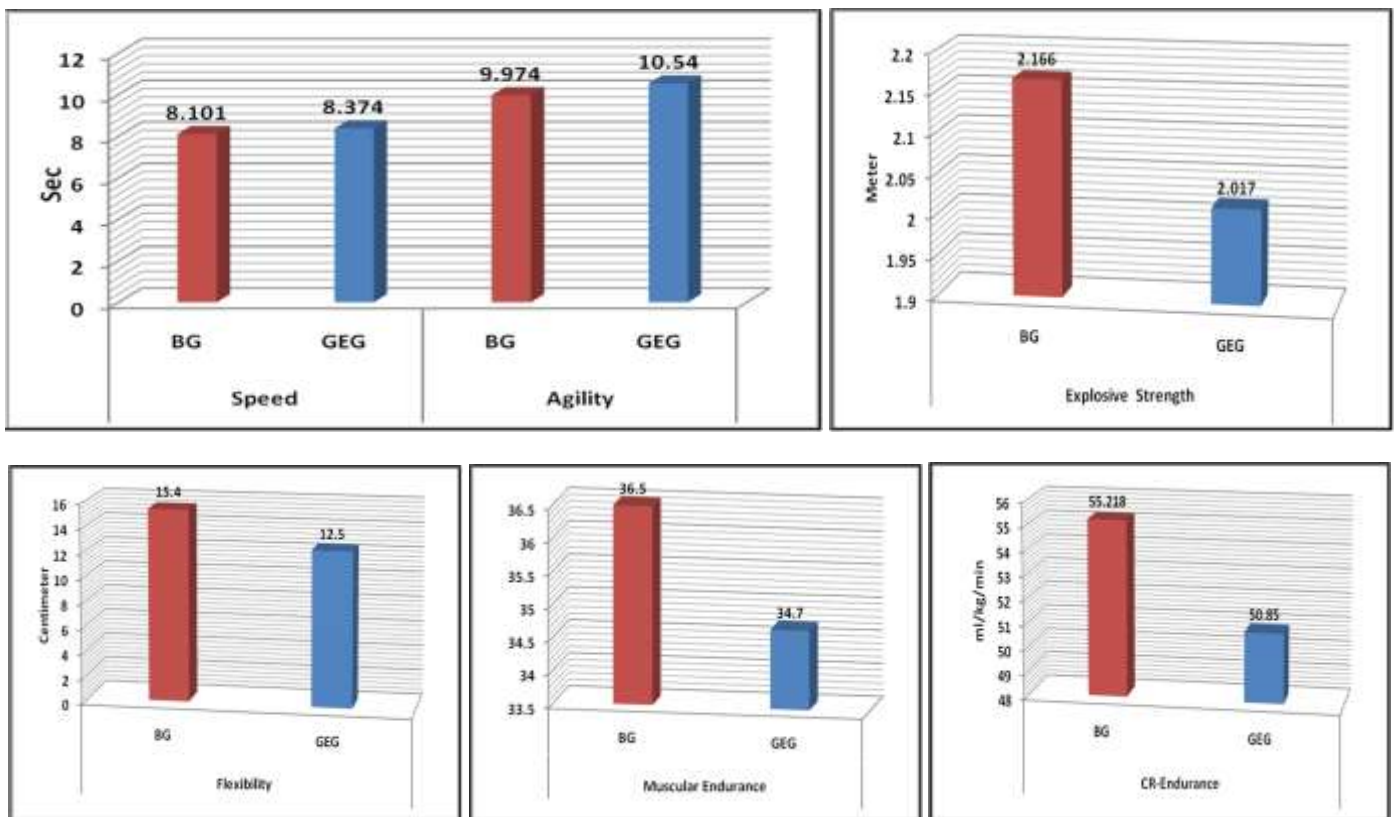 Sec
12
10
8
6
4
2
0
8.101
8.374
9.974
10.54
BG GEG BG GEG
Speed Agility
Meter
2.2
2.15
2.1
2.05
2
1.95
1.9
2.166
2.017
BG
GEG
Explosive Strength
Centimeter
16
14
12
10
8
6
4
2
0
15.4
12.5
BG
GEG
Flexibility
36.5
36
35.5
35
34.5
34
33.5
36.5
34.7
BG
GEG
Muscular Endurance
ml/kg/min
56
55
54
53
52
51
50
49
48
55.218
50.85
BG
GEG
CR-Endurance